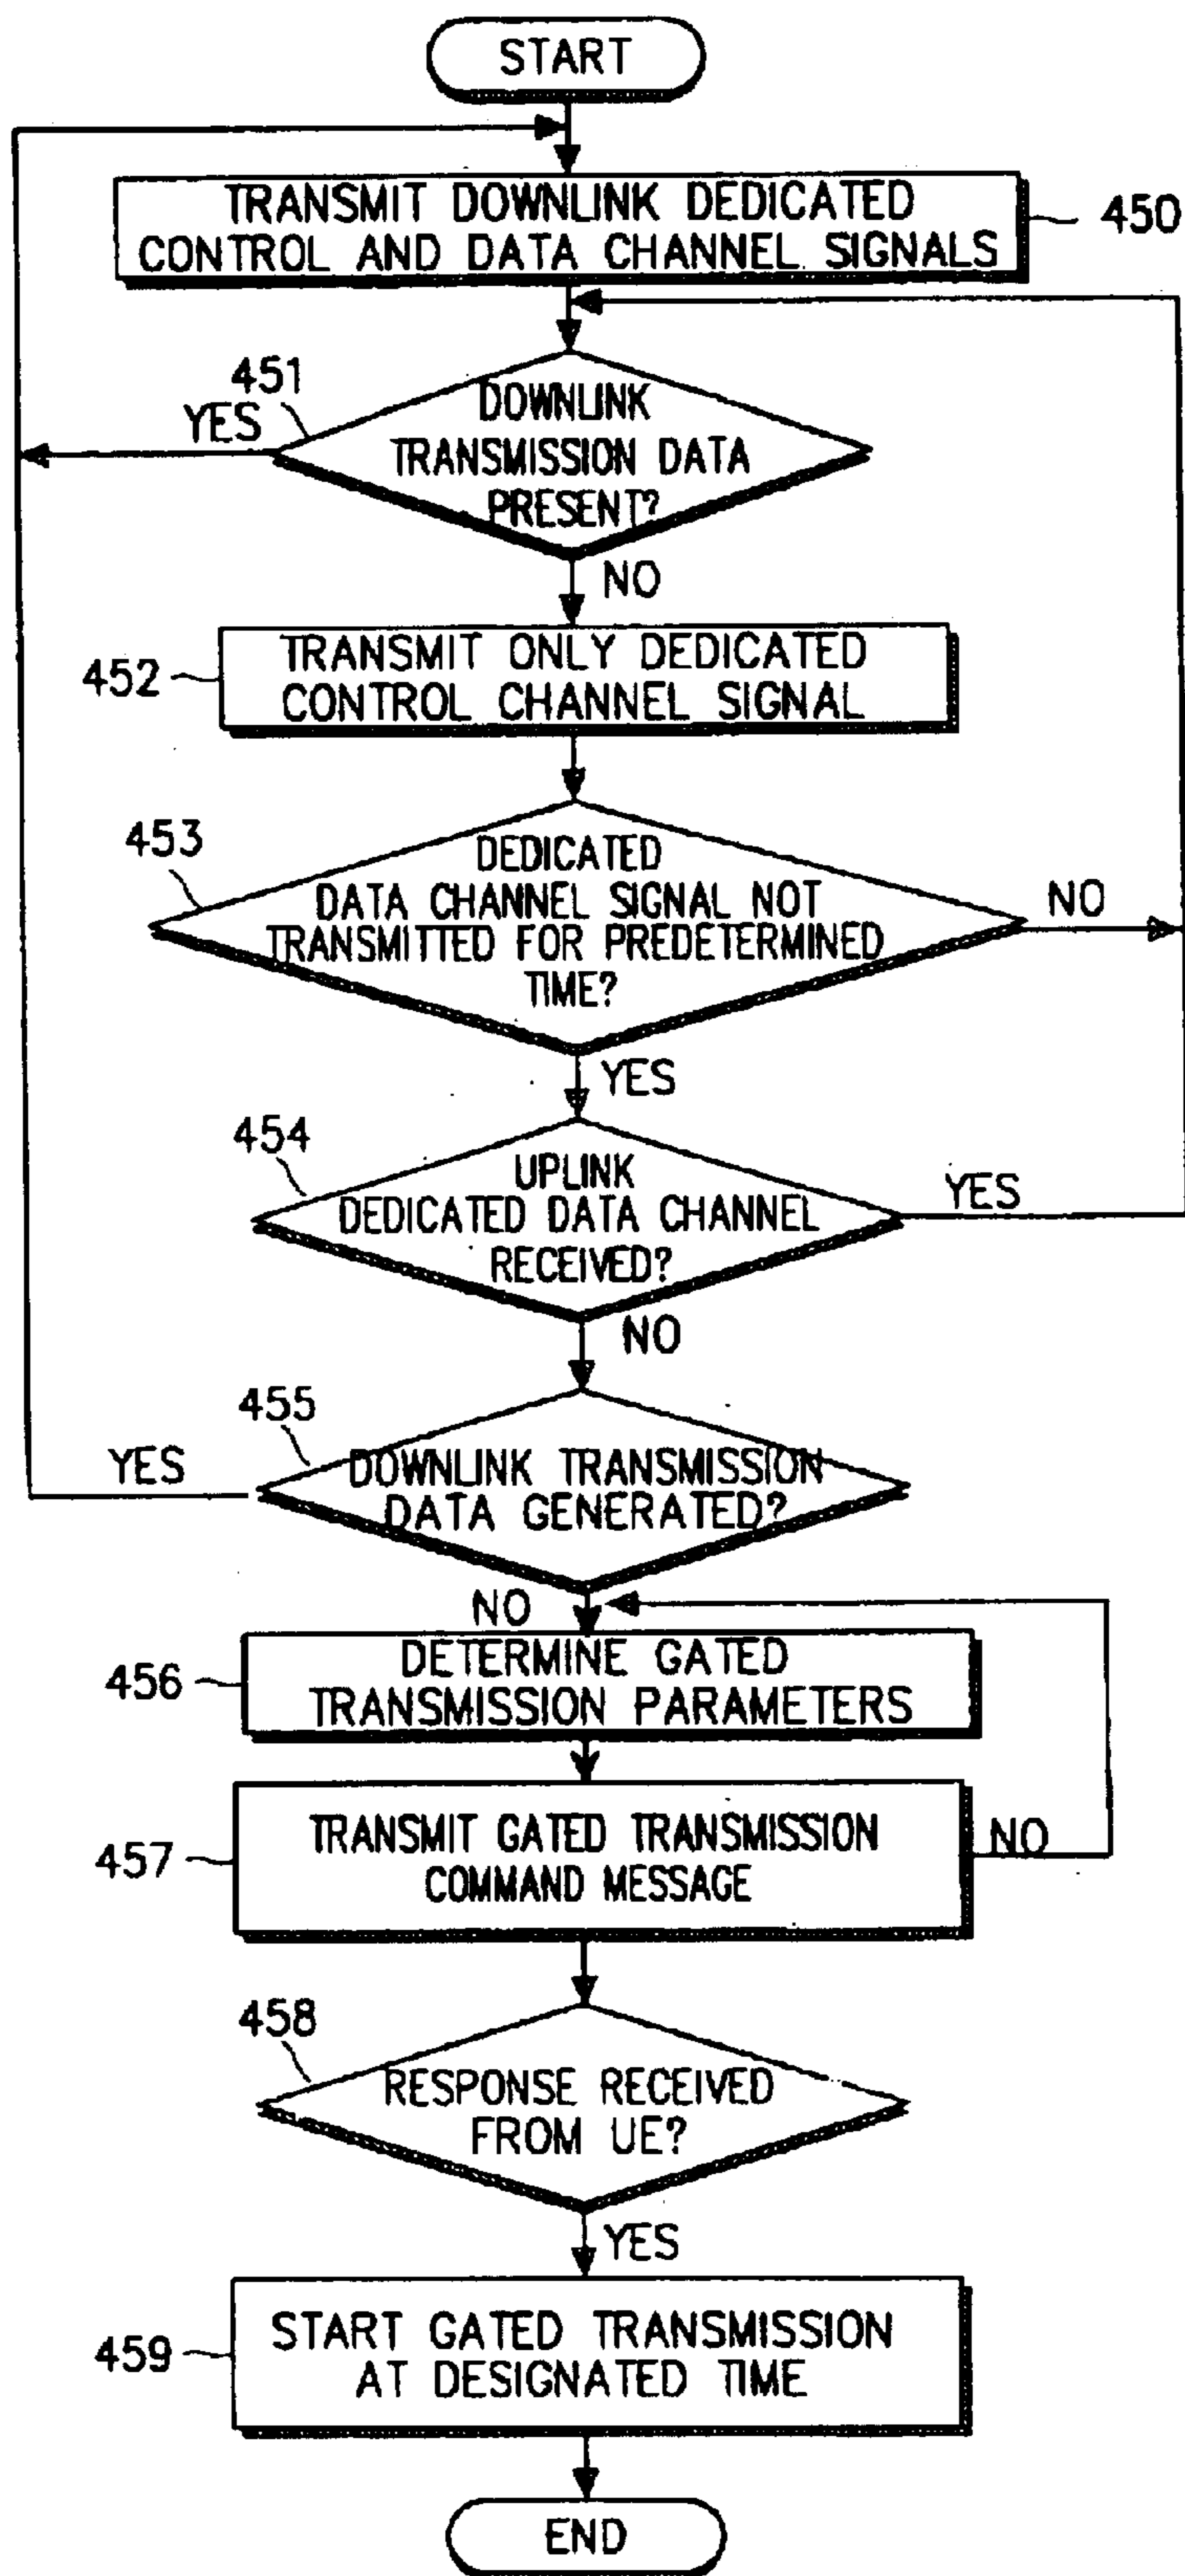 START
TRANSMIT DOWNLINK DEDICATED
CONTROL AND DATA CHANNEL SIGNALS
450
451
YES
DOWNLINK
TRANSMISSION DATA
PRESENT?
NO
452
TRANSMIT ONLY DEDICATED
CONTROL CHANNEL SIGNAL
453
DEDICATED
DATA CHANNEL SIGNAL NOT
TRANSMITTED FOR PREDETERMINED
TIME?
NO
YES
454
UPLINK
DEDICATED DATA CHANNEL
RECEIVED?
YES
NO
455
YES
DOWNLINK TRANSMISSION
DATA GENERATED?
NO
456
DETERMINE GATED
TRANSMISSION PARAMETERS
457
TRANSMIT GATED TRANSMISSION
COMMAND MESSAGE
NO
458
RESPONSE RECEIVED
FROM UE?
YES
459
START GATED TRANSMISSION
AT DESIGNATED TIME
END